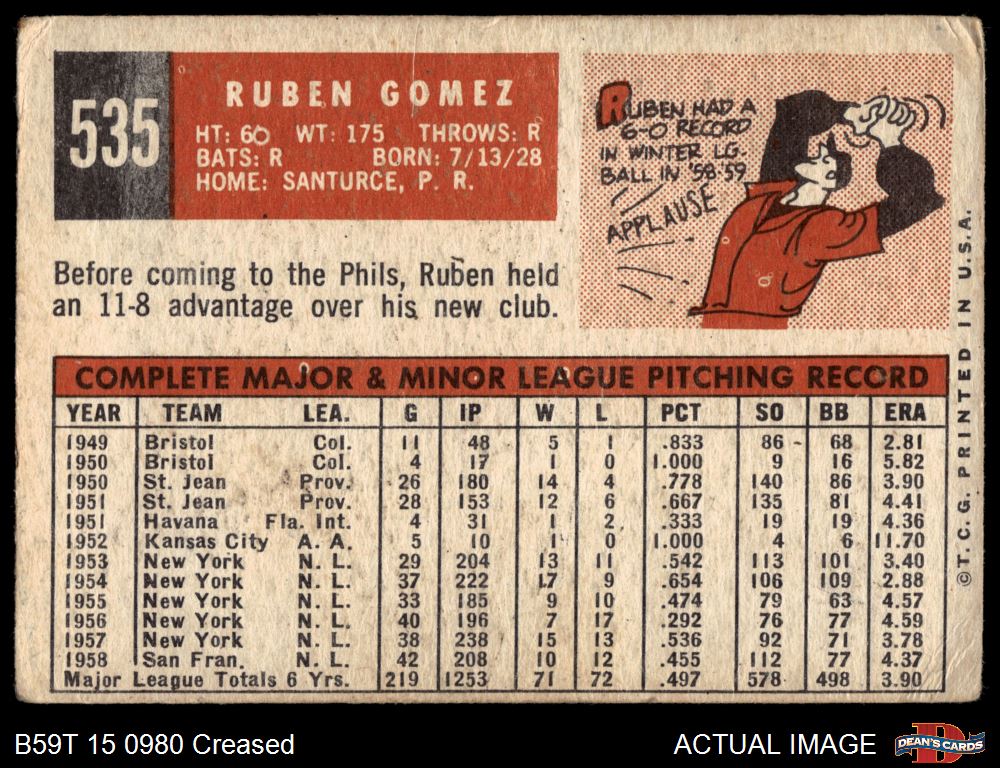 535
RUBEN GOMEZ
HT: 60 WT: 175 THROWS: R
BATS: R BORN: 7/13/28
HOME: SANTURCE, P. R.
RUBEN HAD A
6-0 RECORD
IN WINTER LG.
BALL IN '58-59
APPLAUSE
Before coming to the Phils, Ruben held
an 11-8 advantage over his new club.
COMPLETE MAJOR & MINOR LEAGUE PITCHING RECORD
YEAR TEAM LEA. G IP W L PCT SO BB ERA
1949 Bristol Col. 11 48 5 1 .833 86 68 2.81
1950 Bristol Col. 4 17 1 0 1.000 9 16 5.82
1950 St. Jean Prov. 26 180 14 4 .778 140 86 3.90
1951 St. Jean Prov. 28 153 12 6 .667 135 81 4.41
1951 Havana Fla. Int. 4 31 1 2 .333 19 19 4.36
1952 Kansas City A. A. 5 10 1 0 1.000 4 6 11.70
1953 New York N. L. 29 204 13 11 .542 113 101 3.40
1954 New York N. L. 37 222 17 9 .654 106 109 2.88
1955 New York N. L. 33 185 9 10 .474 79 63 4.57
1956 New York N. L. 40 196 7 17 .292 76 77 4.59
1957 New York N. L. 38 238 15 13 .536 92 71 3.78
1958 San Fran. N. L. 42 208 10 12 .455 112 77 4.37
Major League Totals 6 Yrs. 219 1253 71 72 .497 578 498 3.90
©T. C. G. PRINTED IN U.S.A.
B59T 15 0980 Creased
ACTUAL IMAGE
D
DEAN'S CARDS